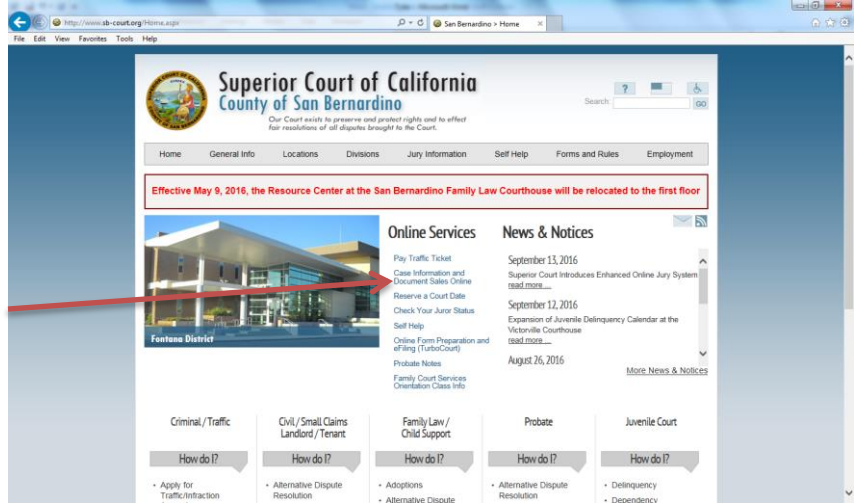 http://www.sb-court.org/Home.aspx
San Bernardino > Home
File Edit View Favorites Tools Help
Superior Court of California
County of San Bernardino
Our Court exists to preserve and protect rights and to effect
fair resolutions of all disputes brought to the Court.
?
Search:
GO
Home General Info Locations Divisions Jury Information Self Help Forms and Rules Employment
Effective May 9, 2016, the Resource Center at the San Bernardino Family Law Courthouse will be relocated to the first floor
Fontana District
Online Services
Pay Traffic Ticket
Case Information and
Document Sales Online
Reserve a Court Date
Check Your Juror Status
Self Help
Online Form Preparation and
eFiling (TurboCourt)
Probate Notes
Family Court Services
Orientation Class Info
News & Notices
September 13, 2016
Superior Court Introduces Enhanced Online Jury System
read more....
September 12, 2016
Expansion of Juvenile Delinquency Calendar at the
Victorville Courthouse
read more....
August 26, 2016
More News & Notices
Criminal / Traffic
How do I?
• Apply for
Traffic/Infraction
Civil / Small Claims
Landlord / Tenant
How do I?
• Alternative Dispute
Resolution
Family Law /
Child Support
How do I?
• Adoptions
• Alternative Dispute
Probate
How do I?
• Alternative Dispute
Resolution
Juvenile Court
How do I?
• Delinquency
• Dependency